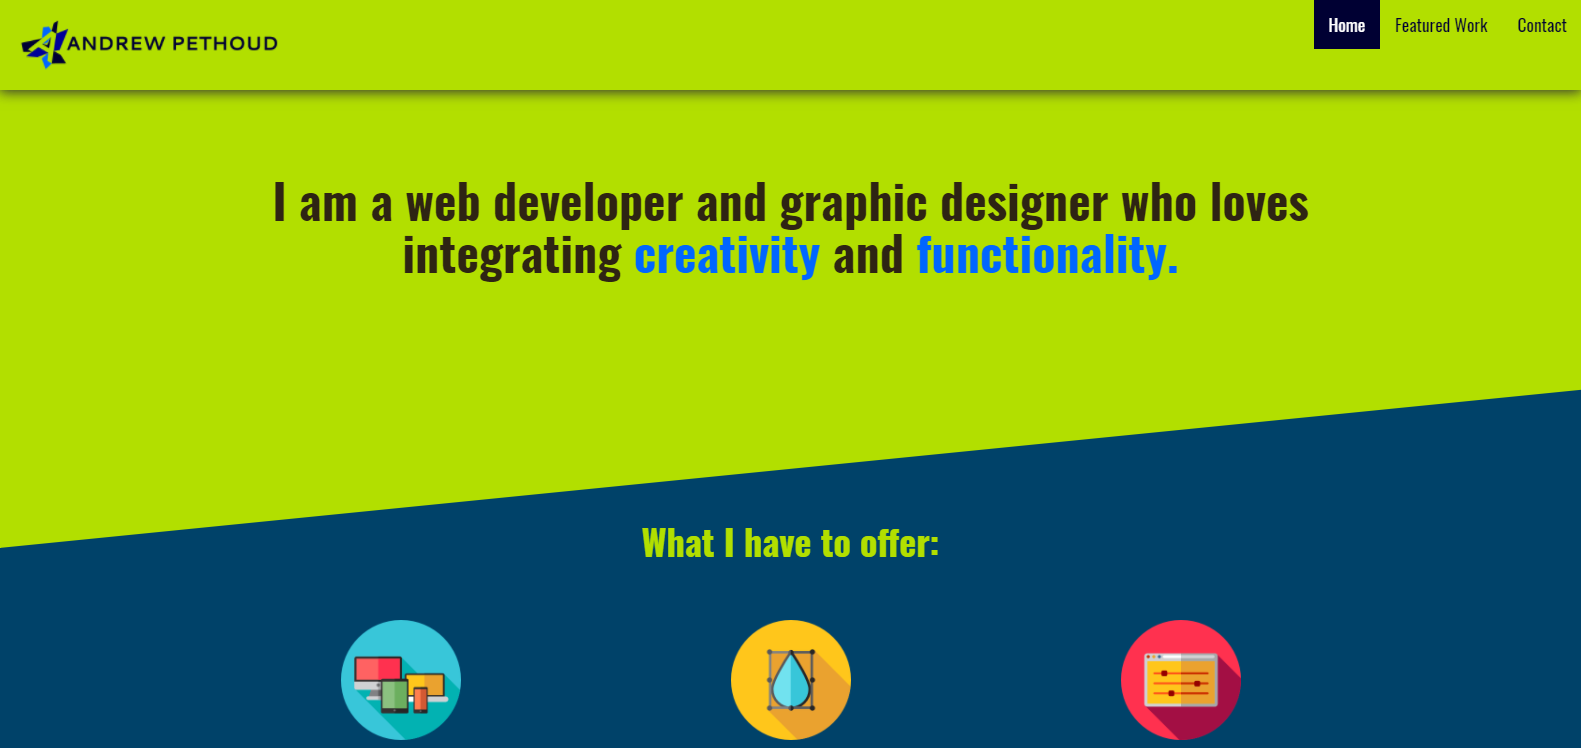 ANDREW PETHOUD
Home Featured Work Contact
I am a web developer and graphic designer who loves
integrating creativity and functionality.
What I have to offer: